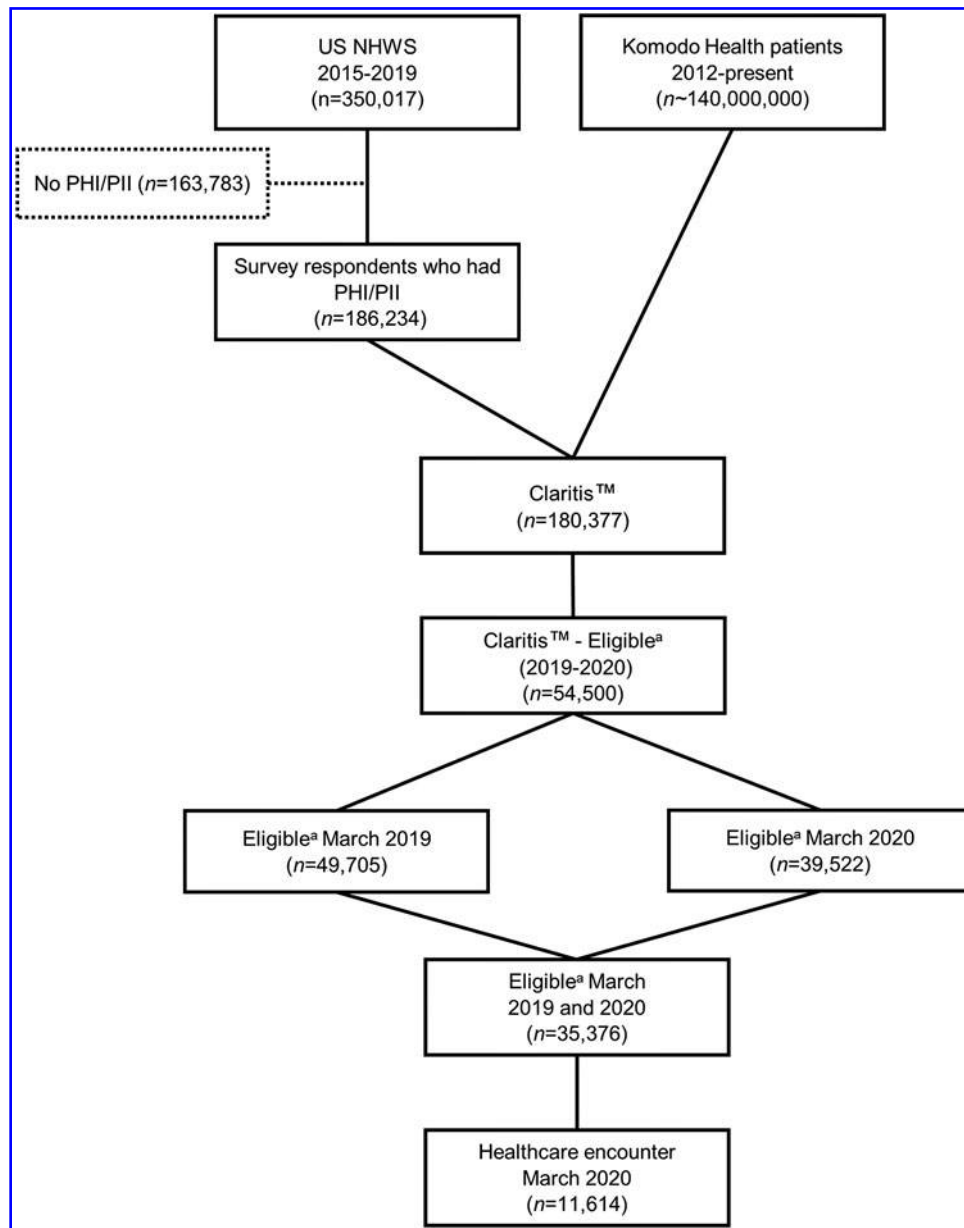 US NHWS
2015-2019
(n=350,017)
Komodo Health patients
2012-present
(n~140,000,000)
No PHI/PII (n=163,783)
Survey respondents who had
PHI/PII
(n=186,234)
Claritis™
(n=180,377)
Claritis™ - Eligibleᵃ
(2019-2020)
(n=54,500)
Eligibleᵃ March 2019
(n=49,705)
Eligibleᵃ March 2020
(n=39,522)
Eligibleᵃ March
2019 and 2020
(n=35,376)
Healthcare encounter
March 2020
(n=11,614)